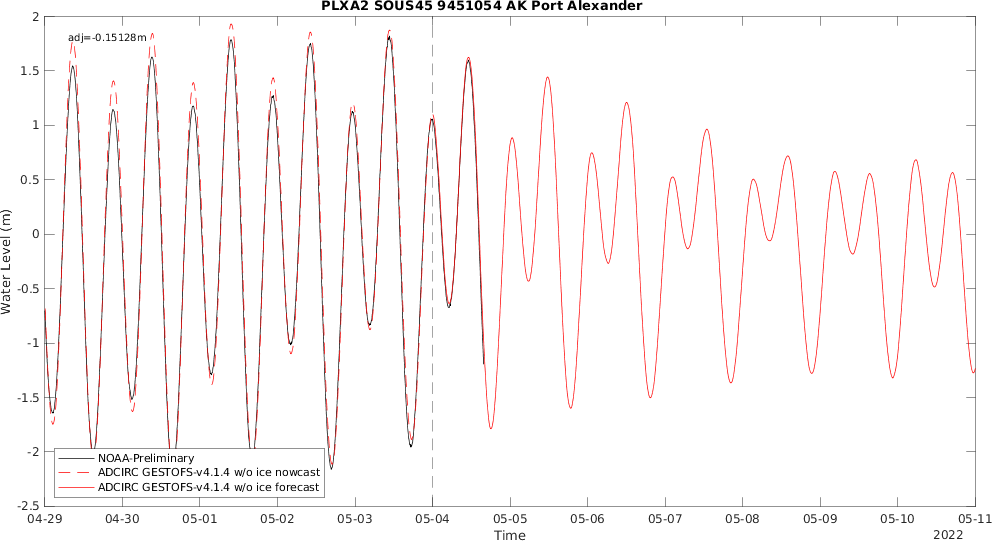 PLXA2 SOUS45 9451054 AK Port Alexander
adj=-0.15128m
Water Level (m)
2
1.5
1
0.5
0
-0.5
-1
-1.5
-2
-2.5
NOAA-Preliminary
ADCIRC GESTOFS-v4.1.4 w/o ice nowcast
ADCIRC GESTOFS-v4.1.4 w/o ice forecast
04-29 04-30 05-01 05-02 05-03 05-04 05-05 05-06 05-07 05-08 05-09 05-10 05-11
Time
2022